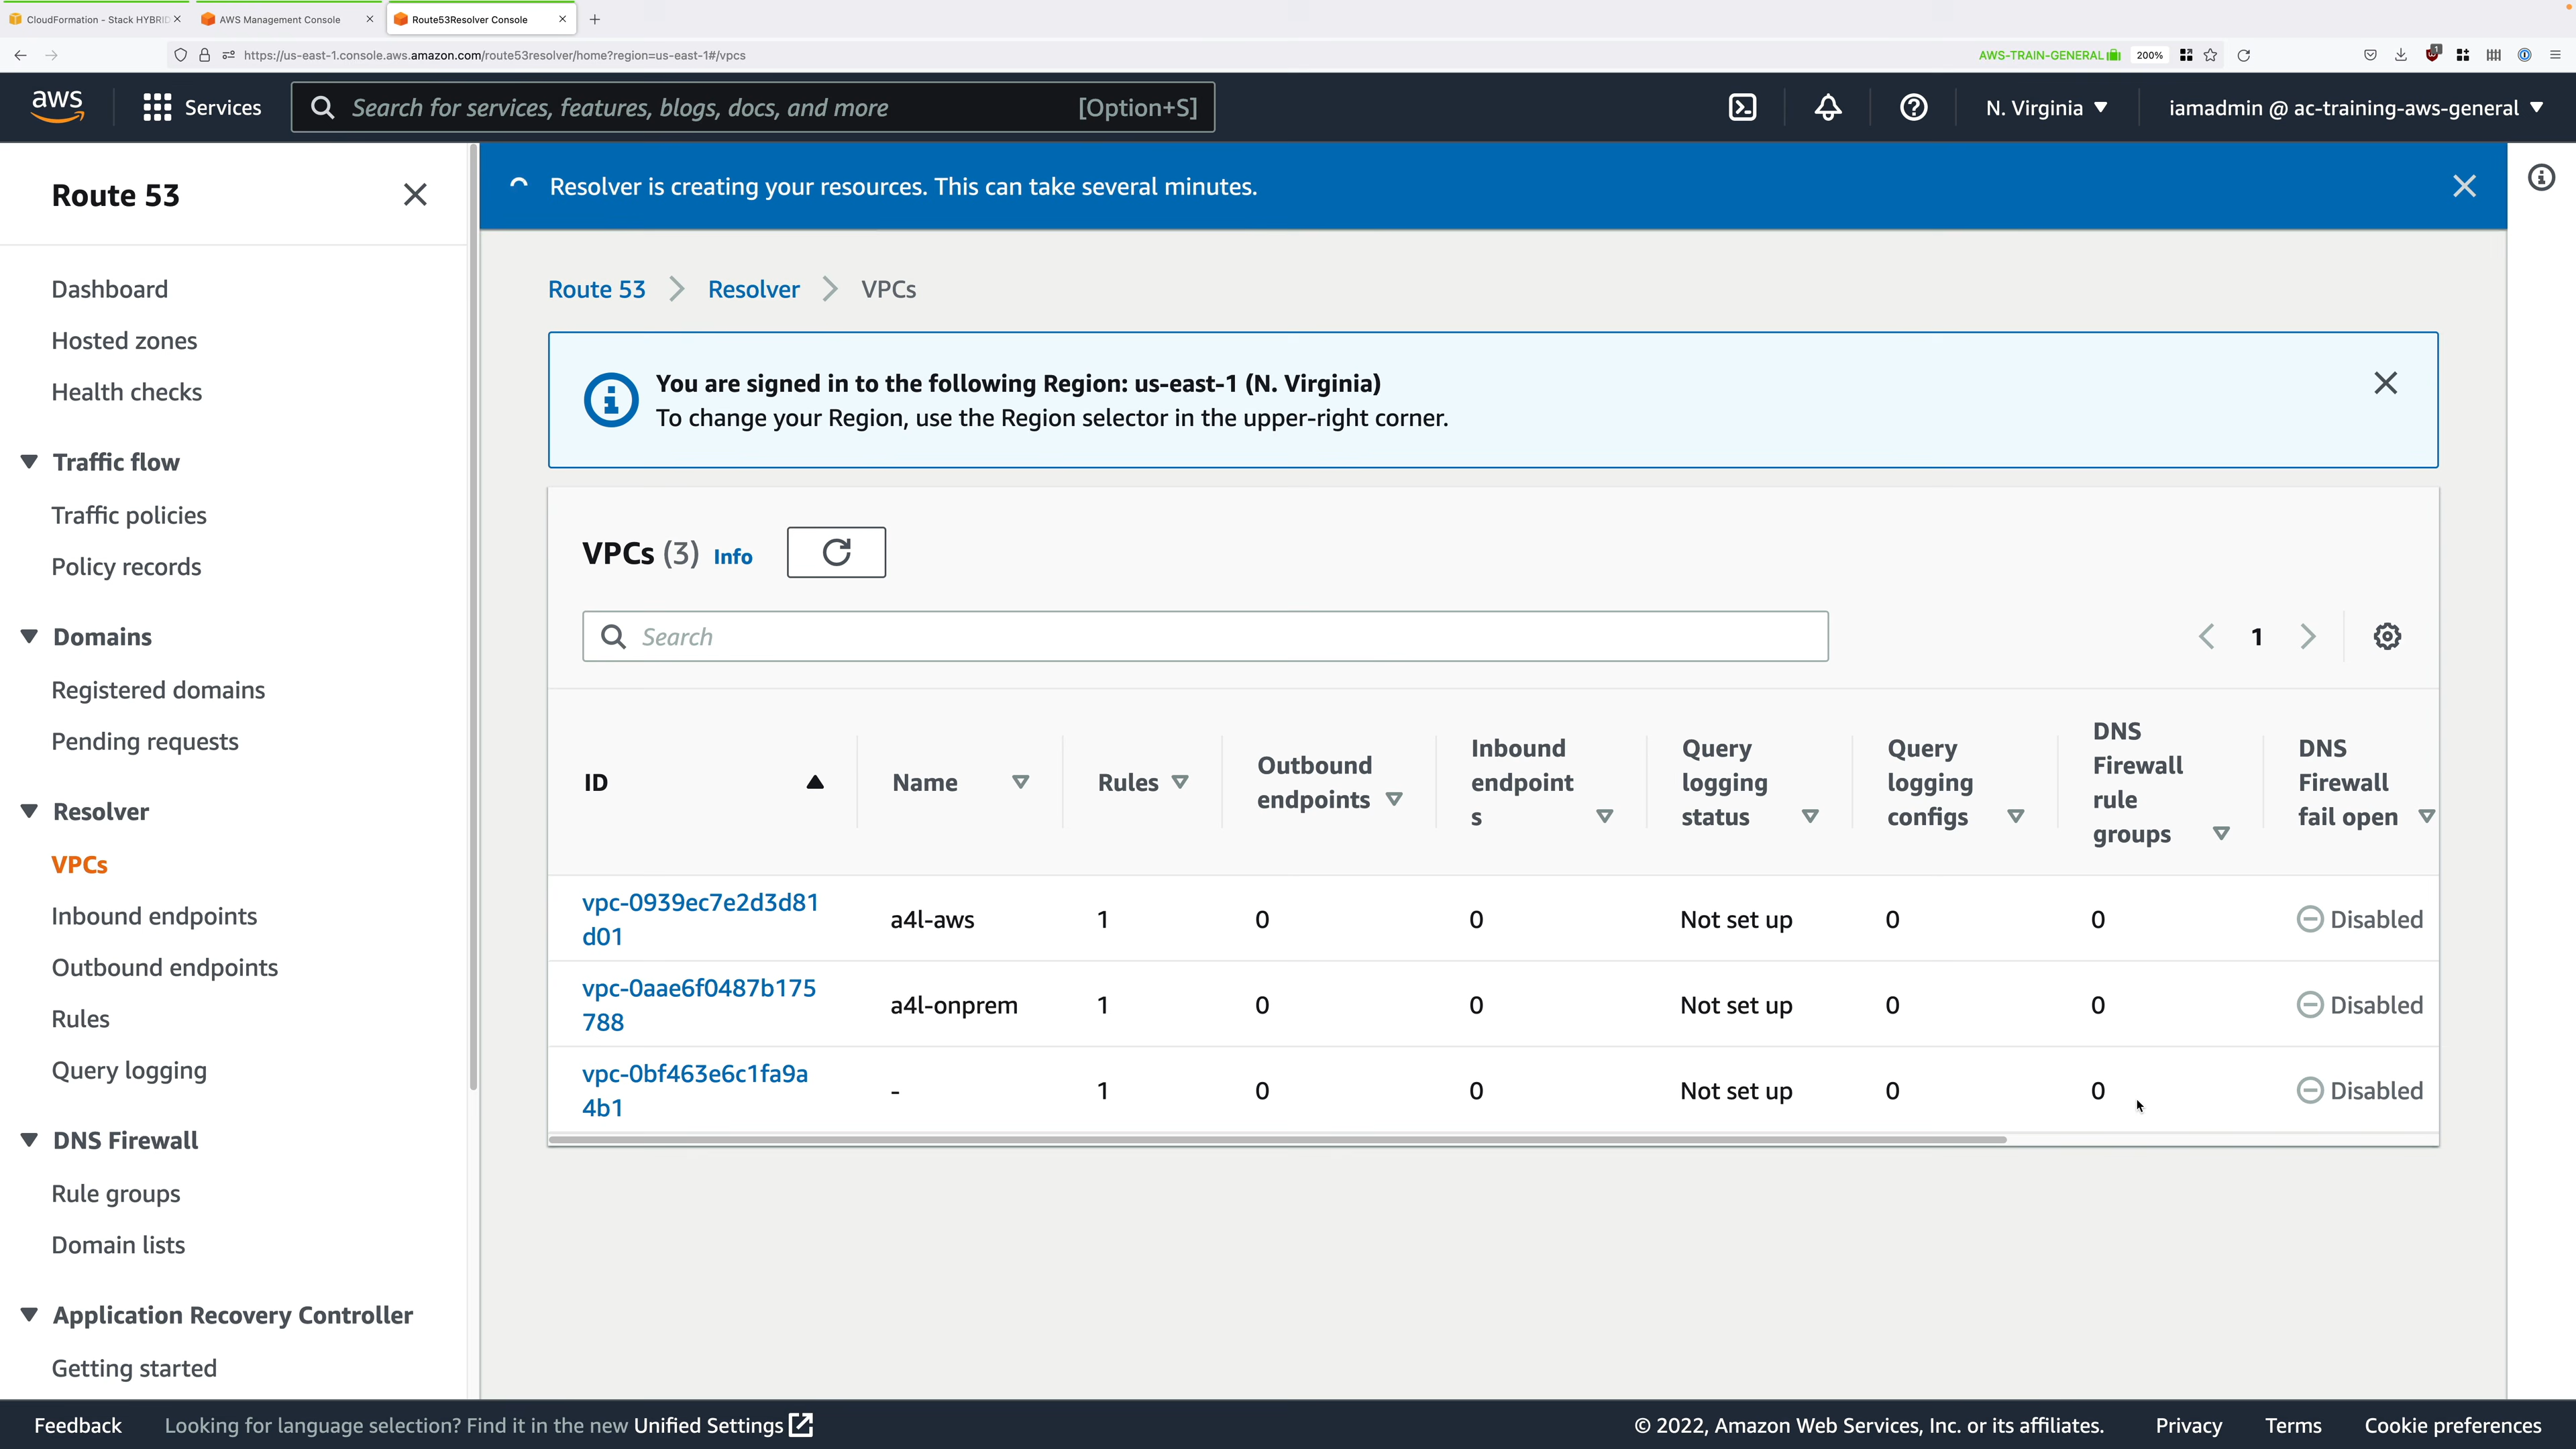 CloudFormation - Stack HYBRID
AWS Management Console
Route53Resolver Console
https://us-east-1.console.aws.amazon.com/route53resolver/home?region=us-east-1#/vpcs
AWS-TRAIN-GENERAL
200%
1
aws
Services
Search for services, features, blogs, docs, and more
[Option+S]
N. Virginia
iamadmin @ ac-training-aws-general
Route 53
Dashboard
Hosted zones
Health checks
Traffic flow
Traffic policies
Policy records
Domains
Registered domains
Pending requests
Resolver
VPCs
Inbound endpoints
Outbound endpoints
Rules
Query logging
DNS Firewall
Rule groups
Domain lists
Application Recovery Controller
Getting started
Resolver is creating your resources. This can take several minutes.
Route 53 > Resolver > VPCs
You are signed in to the following Region: us-east-1 (N. Virginia)
To change your Region, use the Region selector in the upper-right corner.
VPCs (3) Info
Search
1
ID
Name
Rules
Outbound
endpoints
Inbound
endpoint
s
Query
logging
status
Query
logging
configs
DNS
Firewall
rule
groups
DNS
Firewall
fail open
vpc-0939ec7e2d3d81
d01
a4l-aws 1 0 0 Not set up 0 0 Disabled
vpc-0aae6f0487b175
788
a4l-onprem 1 0 0 Not set up 0 0 Disabled
vpc-0bf463e6c1fa9a
4b1
- 1 0 0 Not set up 0 0 Disabled
Feedback
Looking for language selection? Find it in the new Unified Settings
© 2022, Amazon Web Services, Inc. or its affiliates.
Privacy
Terms
Cookie preferences